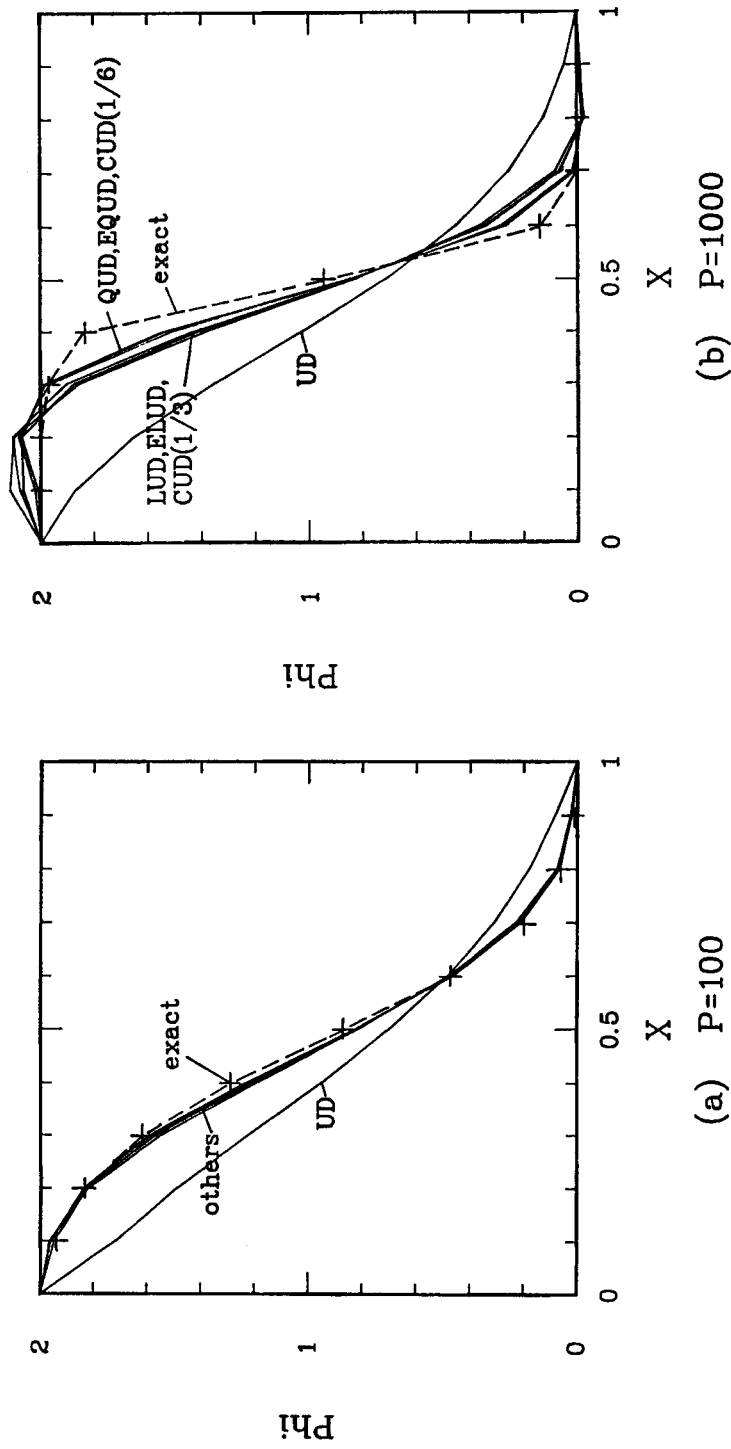 2
1
0
Phi
exact
others
UD
0
0.5
1
X
(a) P=100
2
1
0
Phi
QUD,EQUD,CUD(1/6)
exact
LUD,ELUD,
CUD(1/3)
UD
0
0.5
1
X
(b) P=1000